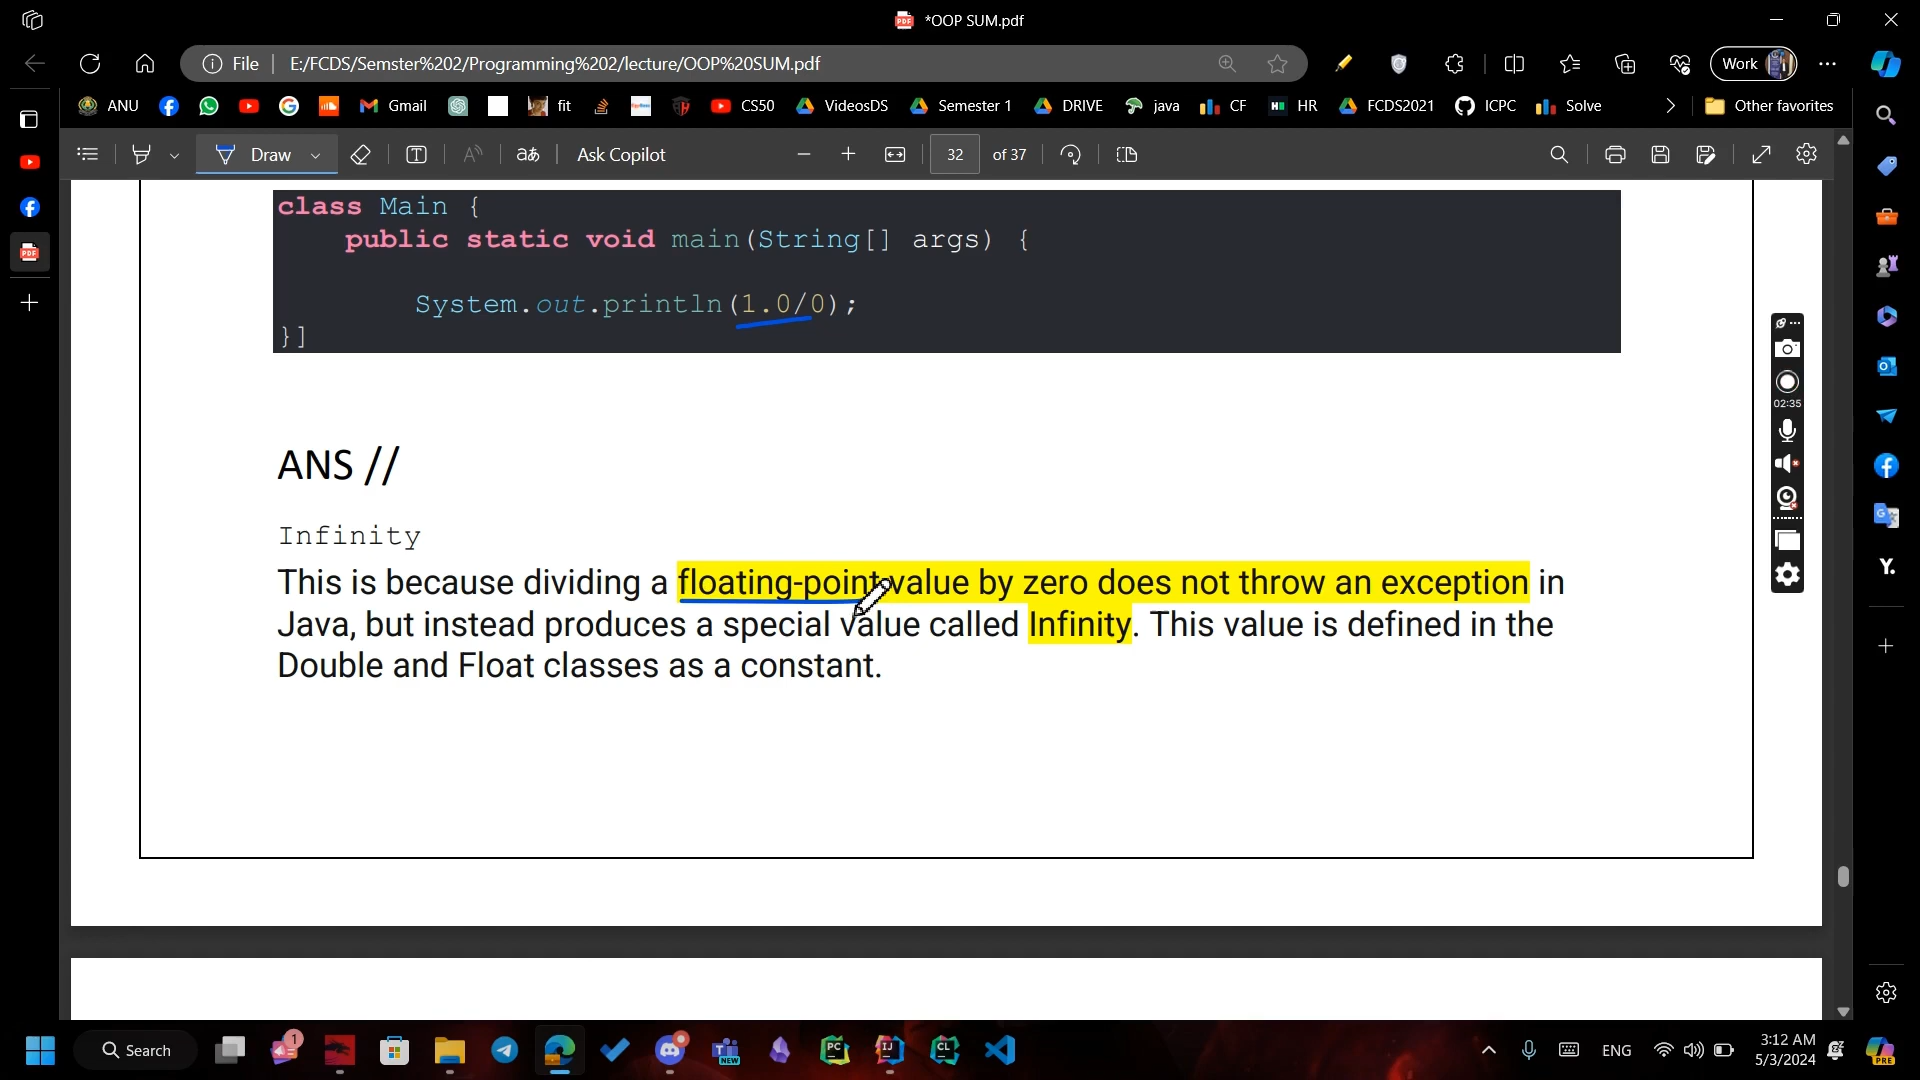 *OOP SUM.pdf
File E:/FCDS/Semster%202/Programming%202/lecture/OOP%20SUM.pdf
Work
ANU
Gmail
fit
CS50
VideosDS
Semester 1
DRIVE
java
CF
HR
FCDS2021
ICPC
Solve
Other favorites
Draw
Ask Copilot
32 of 37
class Main {
public static void main(String[] args) {
System.out.println(1.0/0);
}]
ANS //
Infinity
This is because dividing a floating-point value by zero does not throw an exception in
Java, but instead produces a special value called Infinity. This value is defined in the
Double and Float classes as a constant.
02:35
Search
ENG
3:12 AM
5/3/2024